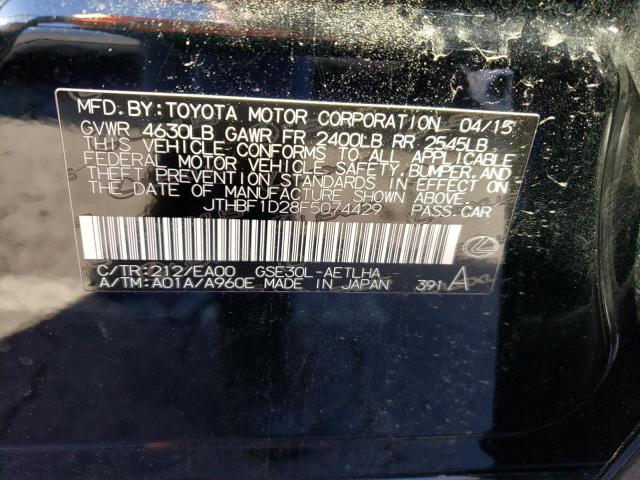 MFD. BY: TOYOTA MOTOR CORPORATION 04/15
GVWR 4630LB GAWR FR 2400LB RR 2545LB
THIS VEHICLE CONFORMS TO ALL APPLICABLE
FEDERAL MOTOR VEHICLE SAFETY, BUMPER, AND
THEFT PREVENTION STANDARDS IN EFFECT ON
THE DATE OF MANUFACTURE SHOWN ABOVE.
JTHBF1D28F5074429 PASS. CAR
C/TR: 212/EA00 GSE30L-AETLHA
A/TM: A01A/A960E MADE IN JAPAN 391 A